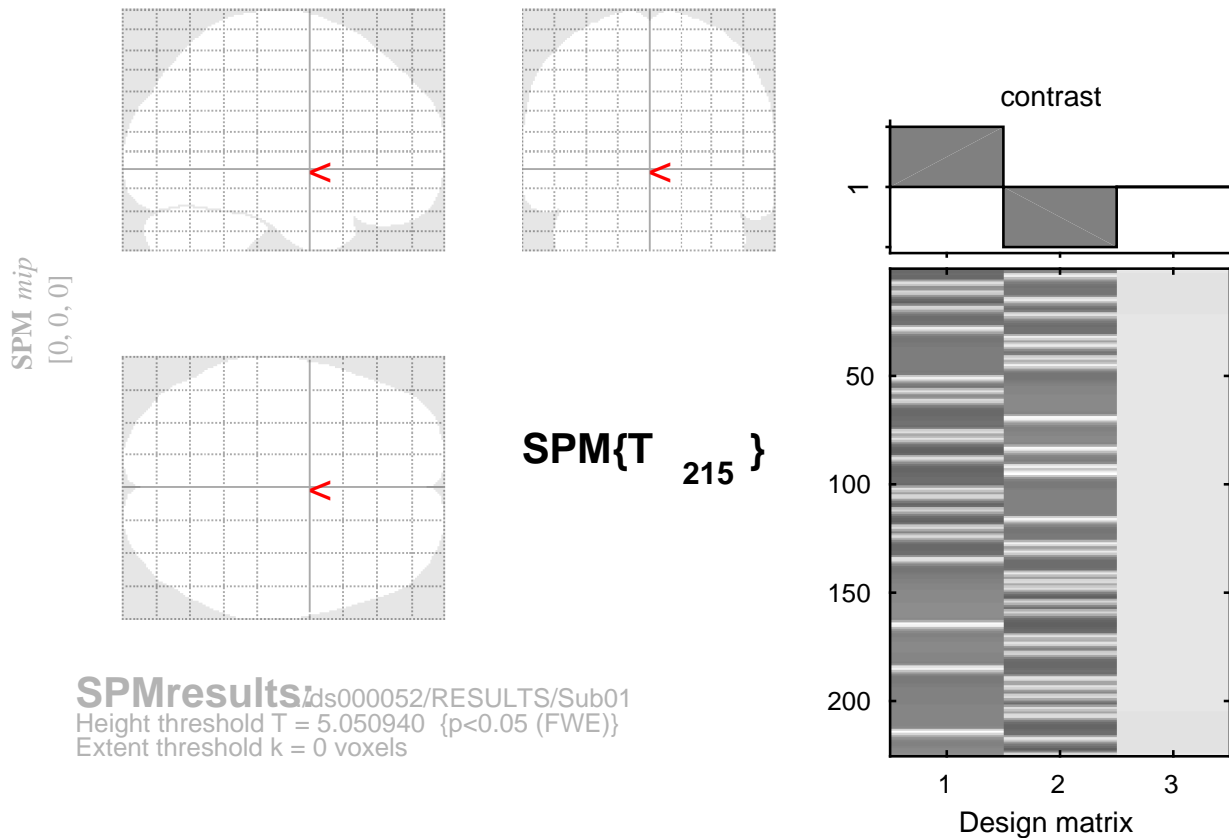 SPM mip
[0, 0, 0]
<
<
<
SPM{T 215 }
SPMresults: ./ds000052/RESULTS/Sub01
Height threshold T = 5.050940 {p<0.05 (FWE)}
Extent threshold k = 0 voxels
contrast
1
50
100
150
200
1 2 3
Design matrix